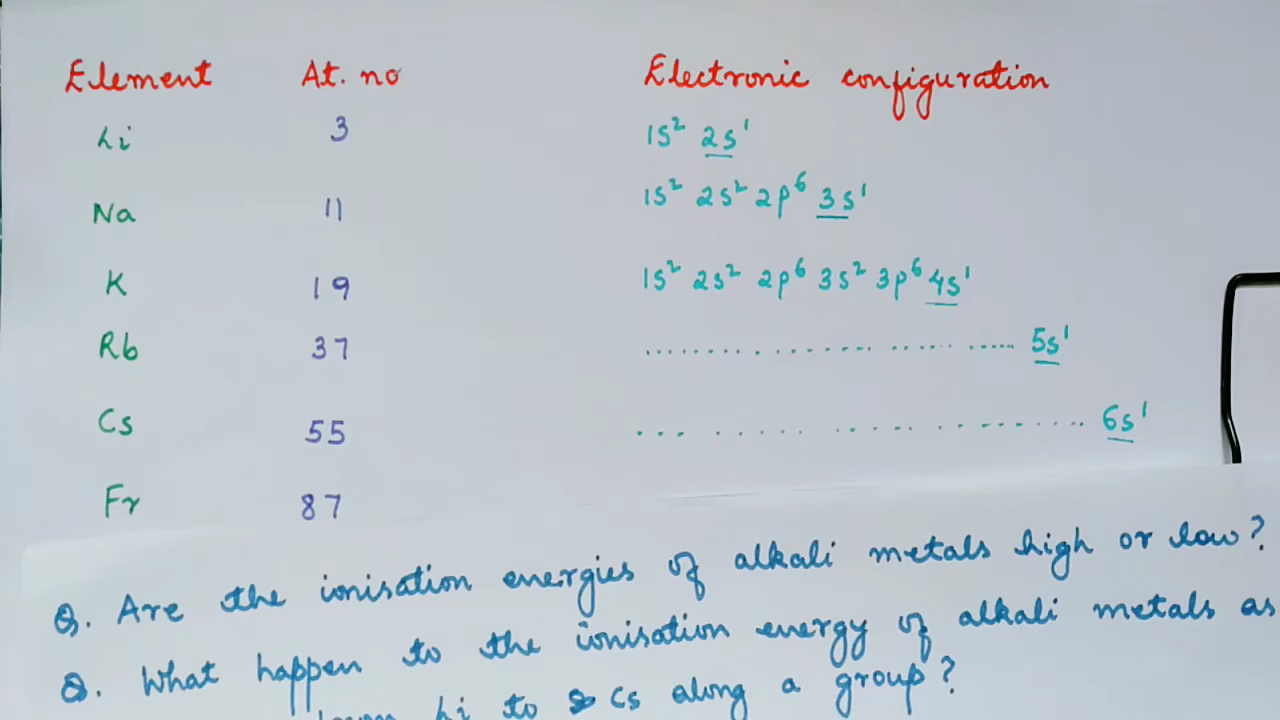 Element At. no Electronic configuration
Li 3 1s² 2s¹
Na 11 1s² 2s² 2p⁶ 3s¹
K 19 1s² 2s² 2p⁶ 3s² 3p⁶ 4s¹
Rb 37 .......... 5s¹
Cs 55 .......... 6s¹
Fr 87
Q. Are the ionisation energies of alkali metals high or low?
Q. What happen to the ionisation energy of alkali metals as
Li to Cs along a group?